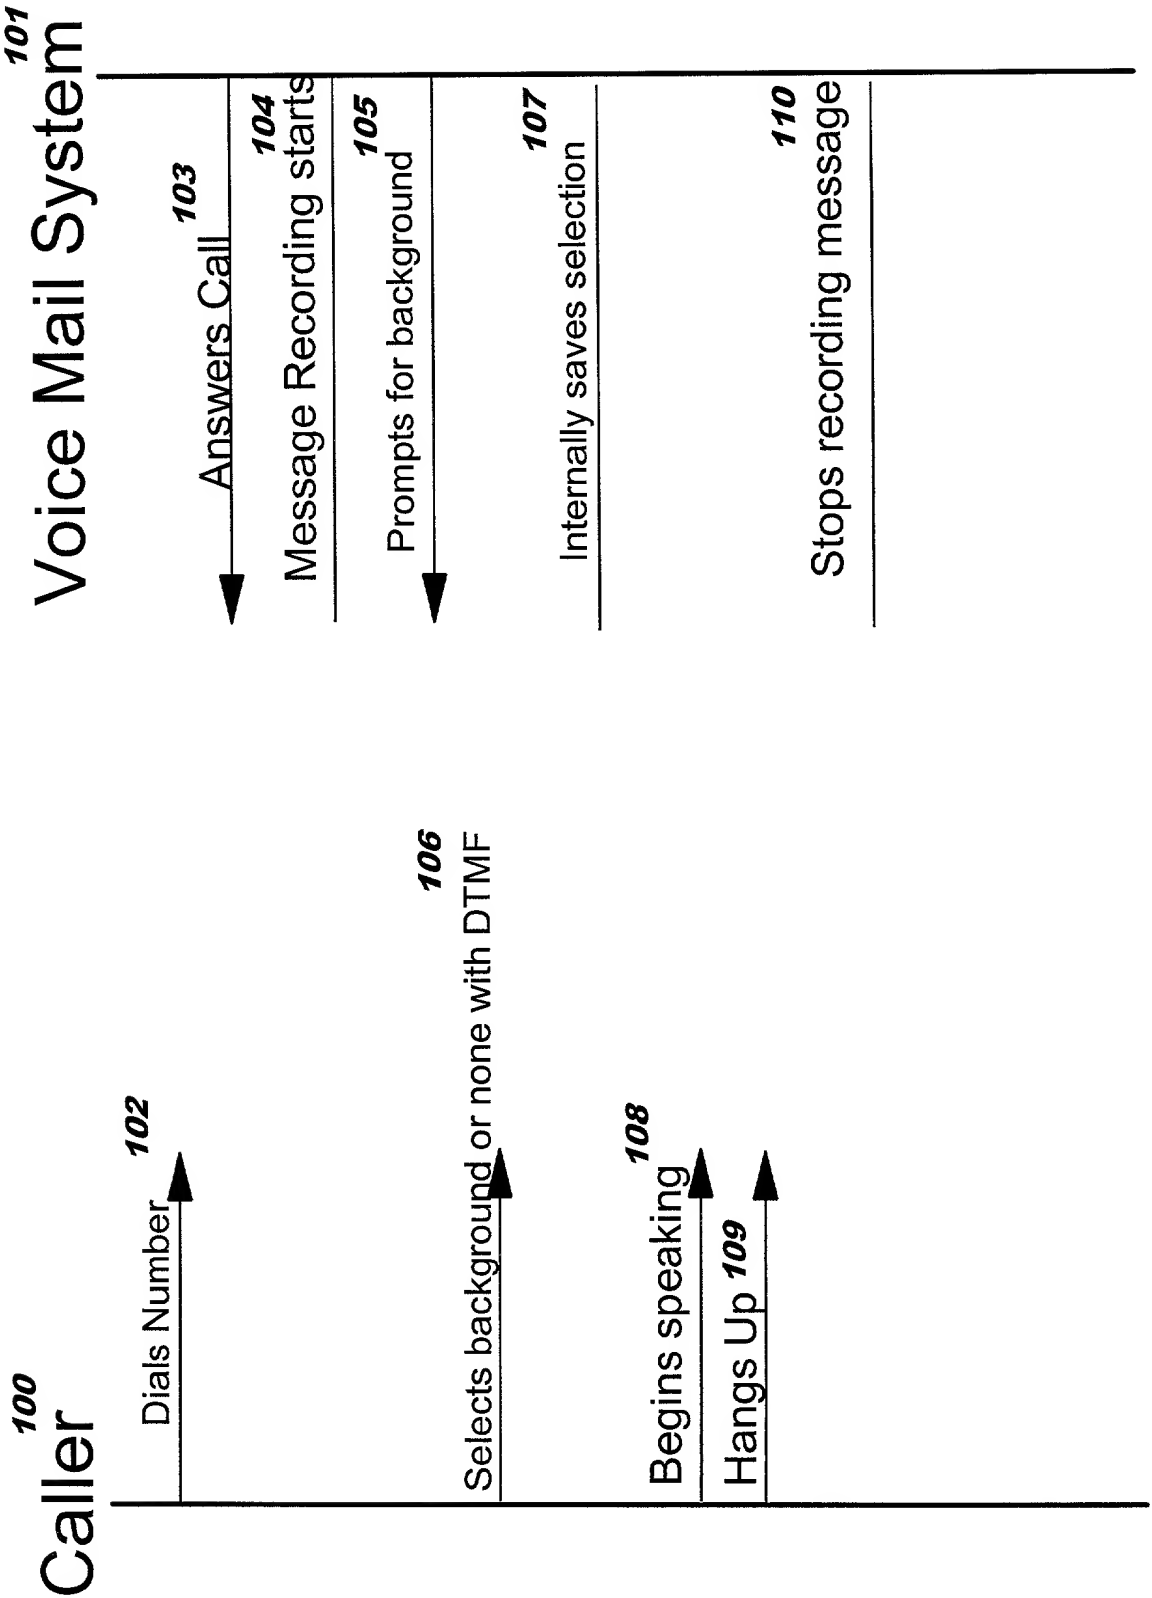 100
Caller
101
Voice Mail System
102
Dials Number
103
Answers Call
104
Message Recording starts
105
Prompts for background
106
Selects background or none with DTMF
107
Internally saves selection
108
Begins speaking
Hangs Up 109
110
Stops recording message